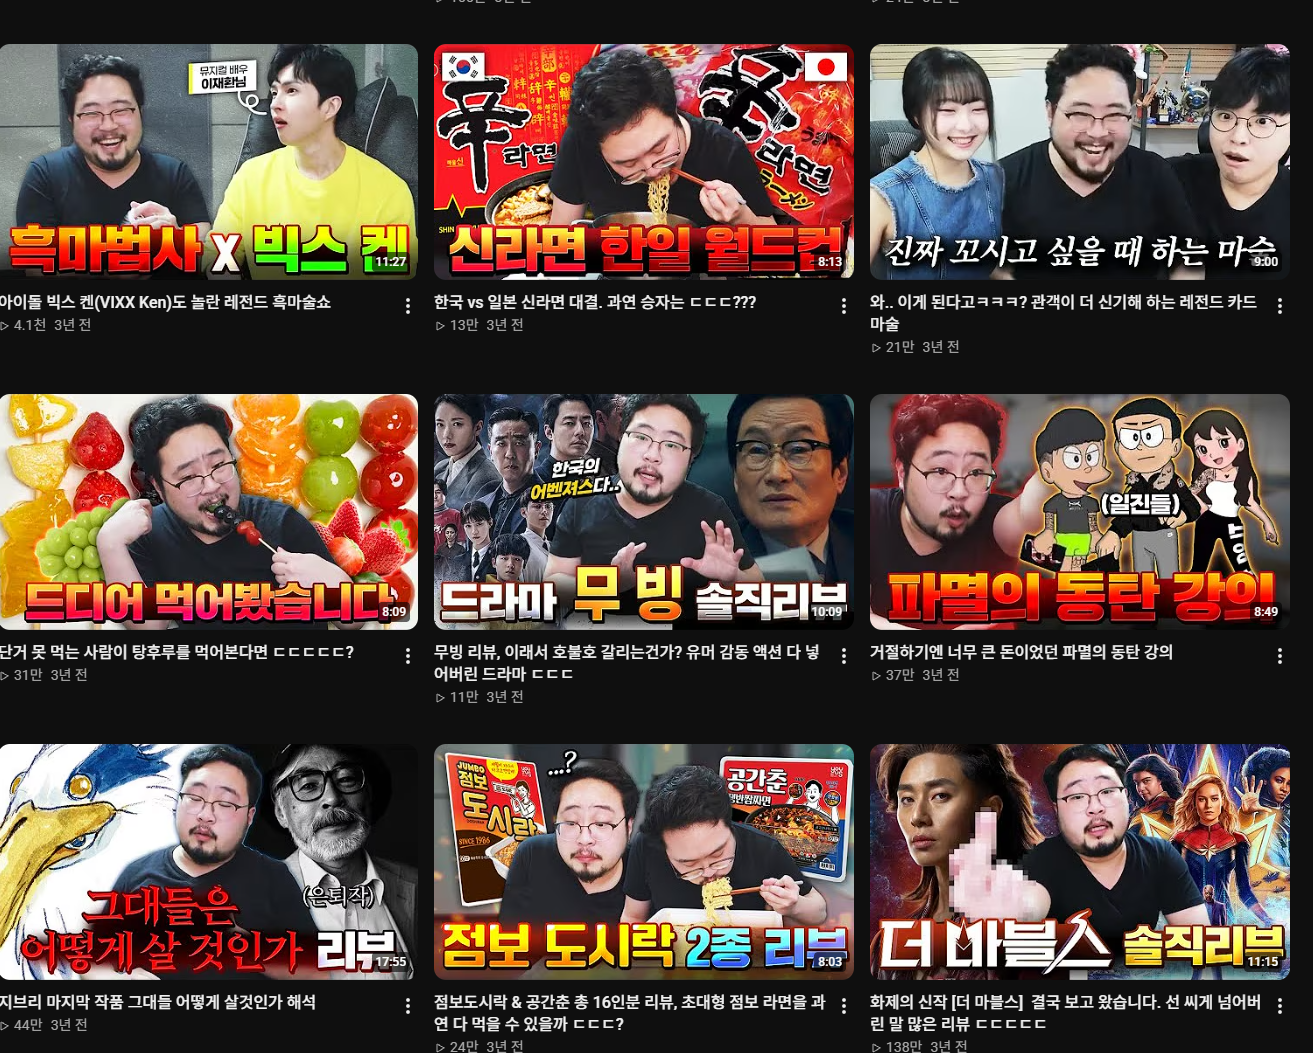 뮤지컬 배우
이재환님
흑마법사 X 빅스 켄
11:27
辛
라면
辛
라면
SHIN
신라면 한일 월드컵
8:13
진짜 꼬시고 싶을 때 하는 마술
9:00
아이돌 빅스 켄(VIXX Ken)도 놀란 레전드 흑마술쇼
4.1천 3년 전
한국 vs 일본 신라면 대결. 과연 승자는 ㄷㄷㄷ???
13만 3년 전
와.. 이게 된다고ㅋㅋㅋ? 관객이 더 신기해 하는 레전드 카드
마술
21만 3년 전
드디어 먹어봤습니다
8:09
한국의
어벤져스다..
드라마 무빙 솔직리뷰
10:09
(일진들)
파멸의 동탄 강의
8:49
단거 못 먹는 사람이 탕후루를 먹어본다면 ㄷㄷㄷㄷㄷ?
31만 3년 전
무빙 리뷰, 이래서 호불호 갈리는건가? 유머 감동 액션 다 넣
어버린 드라마 ㄷㄷㄷ
11만 3년 전
거절하기엔 너무 큰 돈이었던 파멸의 동탄 강의
37만 3년 전
(은퇴작)
그대들은
어떻게 살 것인가 리뷰
17:55
JUMBO
점보
도시락
SINCE 1986
...?
공간춘
점보 도시락 2종 리뷰
8:03
더 마블스 솔직리뷰
11:15
지브리 마지막 작품 그대들 어떻게 살것인가 해석
44만 3년 전
점보도시락 & 공간춘 총 16인분 리뷰, 초대형 점보 라면을 과
연 다 먹을 수 있을까 ㄷㄷㄷ?
24만 3년 전
화제의 신작 [더 마블스] 결국 보고 왔습니다. 선 씨게 넘어버
린 말 많은 리뷰 ㄷㄷㄷㄷㄷ
138만 3년 전